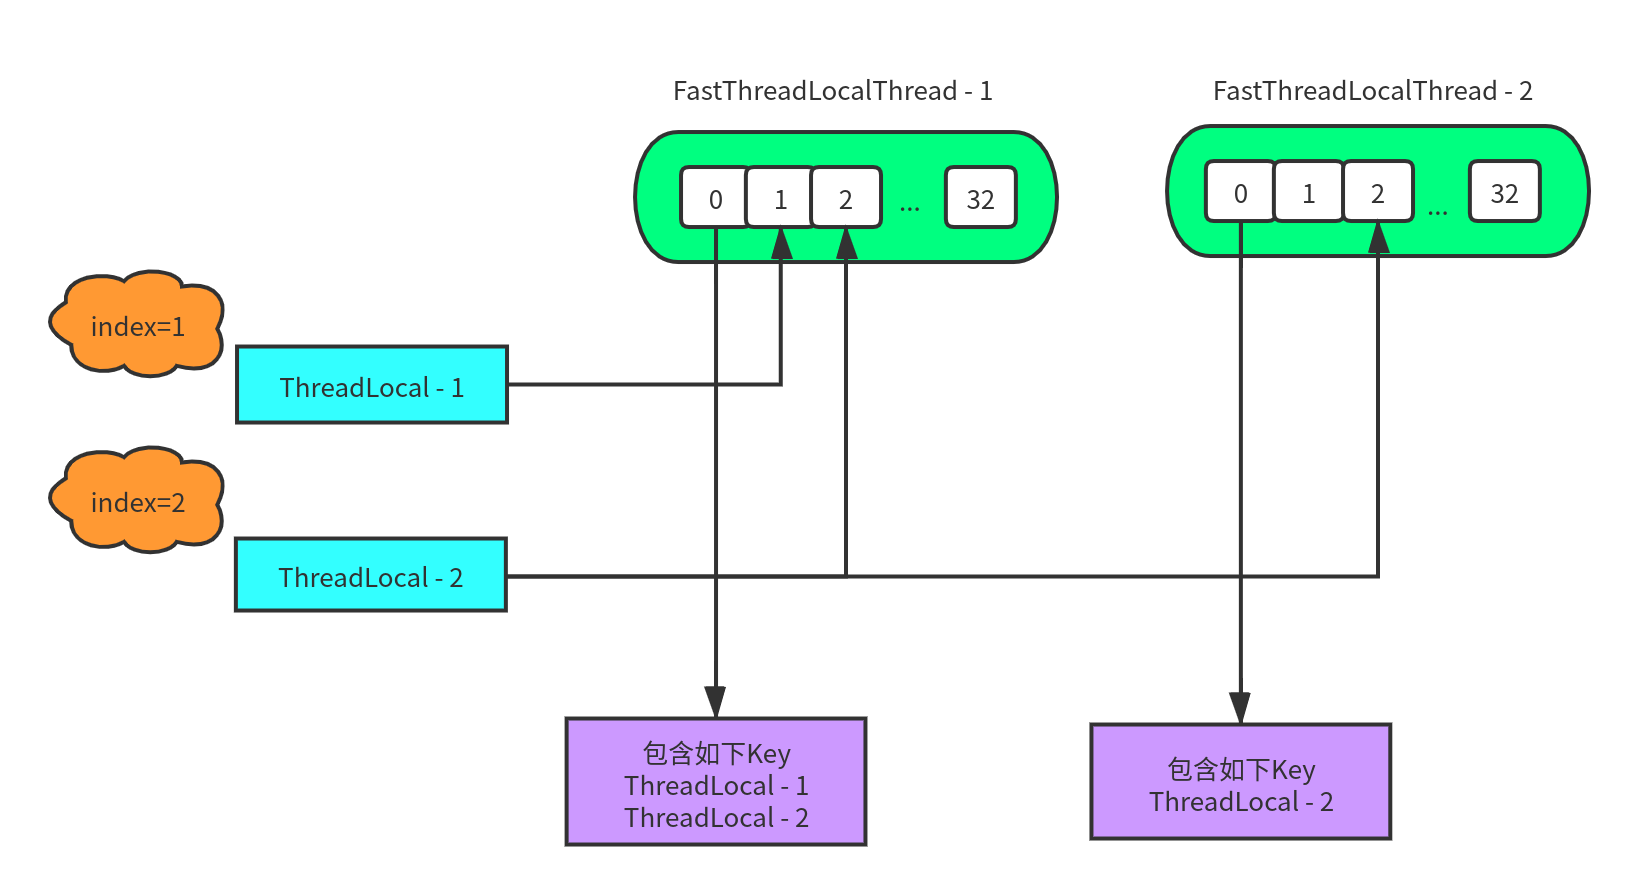 FastThreadLocalThread - 1
FastThreadLocalThread - 2
0 1 2 ... 32
0 1 2 ... 32
index=1
ThreadLocal - 1
index=2
ThreadLocal - 2
包含如下Key
ThreadLocal - 1
ThreadLocal - 2
包含如下Key
ThreadLocal - 2